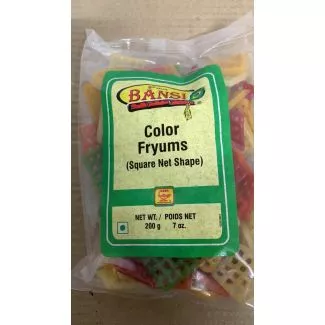 BANSI
Color
Fryums
(Square Net Shape)
NET WT. / POIDS NET
200 g 7 oz.